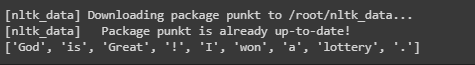 [nltk_data] Downloading package punkt to /root/nltk_data...
[nltk_data]   Package punkt is already up-to-date!
['God', 'is', 'Great', '!', 'I', 'won', 'a', 'lottery', '.']